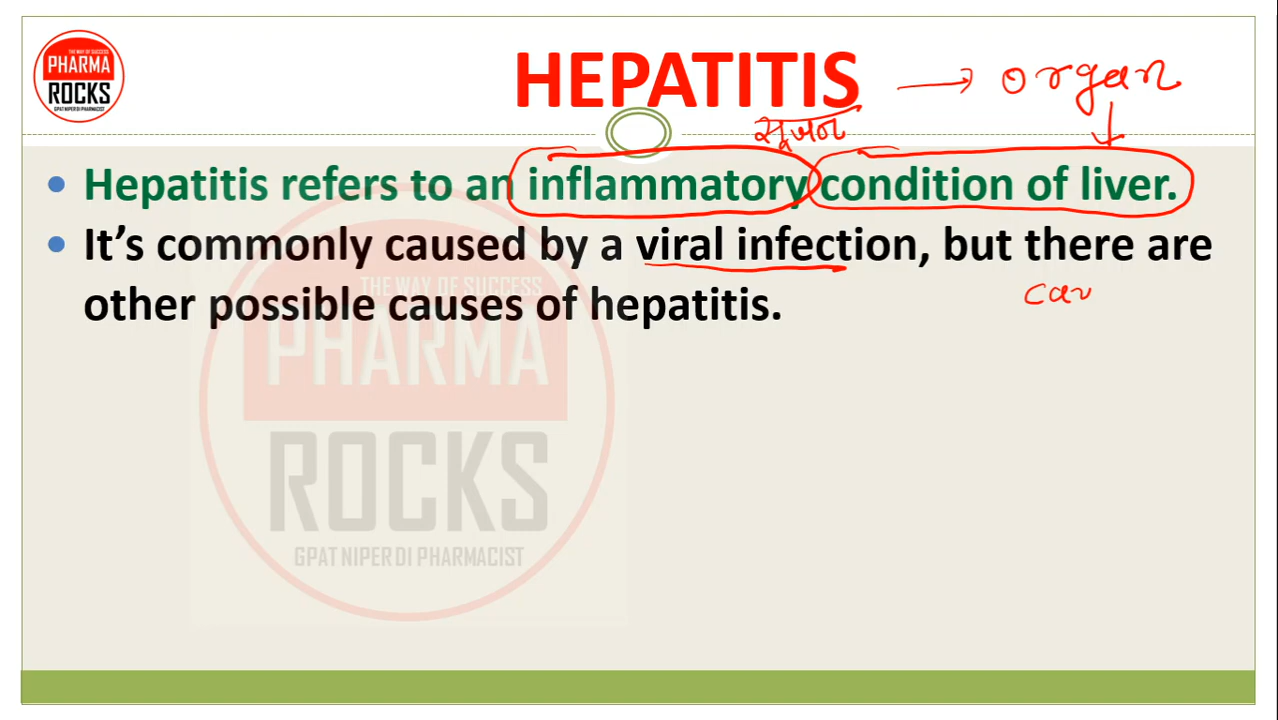 THE WAY OF SUCCESS
PHARMA
ROCKS
GPAT NIPER DI PHARMACIST
HEPATITIS → organ
सूजन
• Hepatitis refers to an inflammatory condition of liver.
• It's commonly caused by a viral infection, but there are
other possible causes of hepatitis.
THE WAY OF SUCCESS
PHARMA
ROCKS
GPAT NIPER DI PHARMACIST